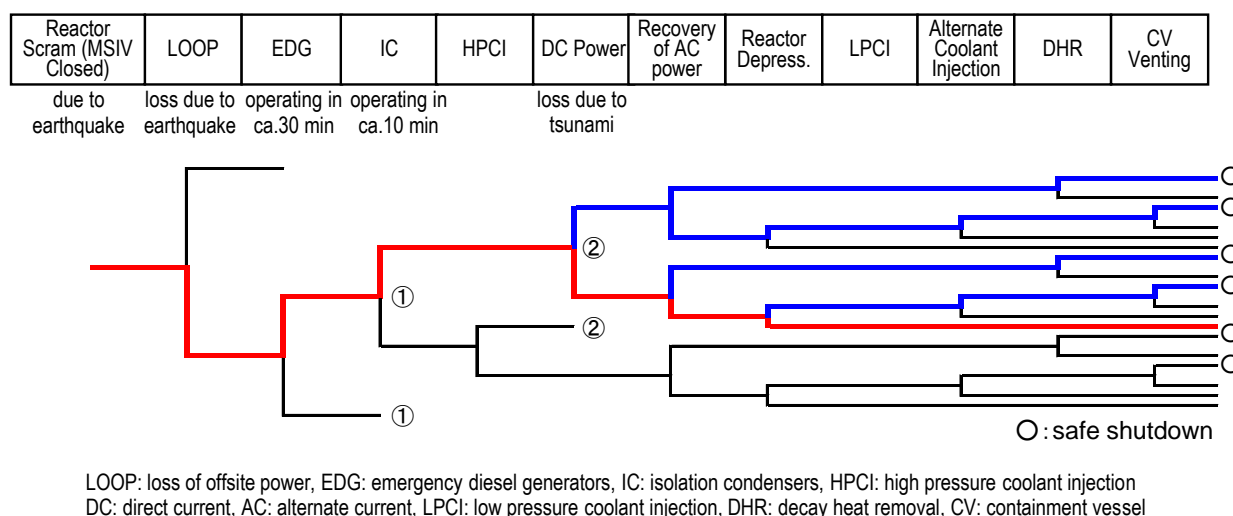 Reactor
Scram (MSIV
Closed)
LOOP
EDG
IC
HPCI
DC Power
Recovery
of AC
power
Reactor
Depress.
LPCI
Alternate
Coolant
Injection
DHR
CV
Venting
due to
earthquake
loss due to
earthquake
operating in
ca.30 min
operating in
ca.10 min
loss due to
tsunami
②
①
②
①
○ : safe shutdown
LOOP: loss of offsite power, EDG: emergency diesel generators, IC: isolation condensers, HPCI: high pressure coolant injection
DC: direct current, AC: alternate current, LPCI: low pressure coolant injection, DHR: decay heat removal, CV: containment vessel